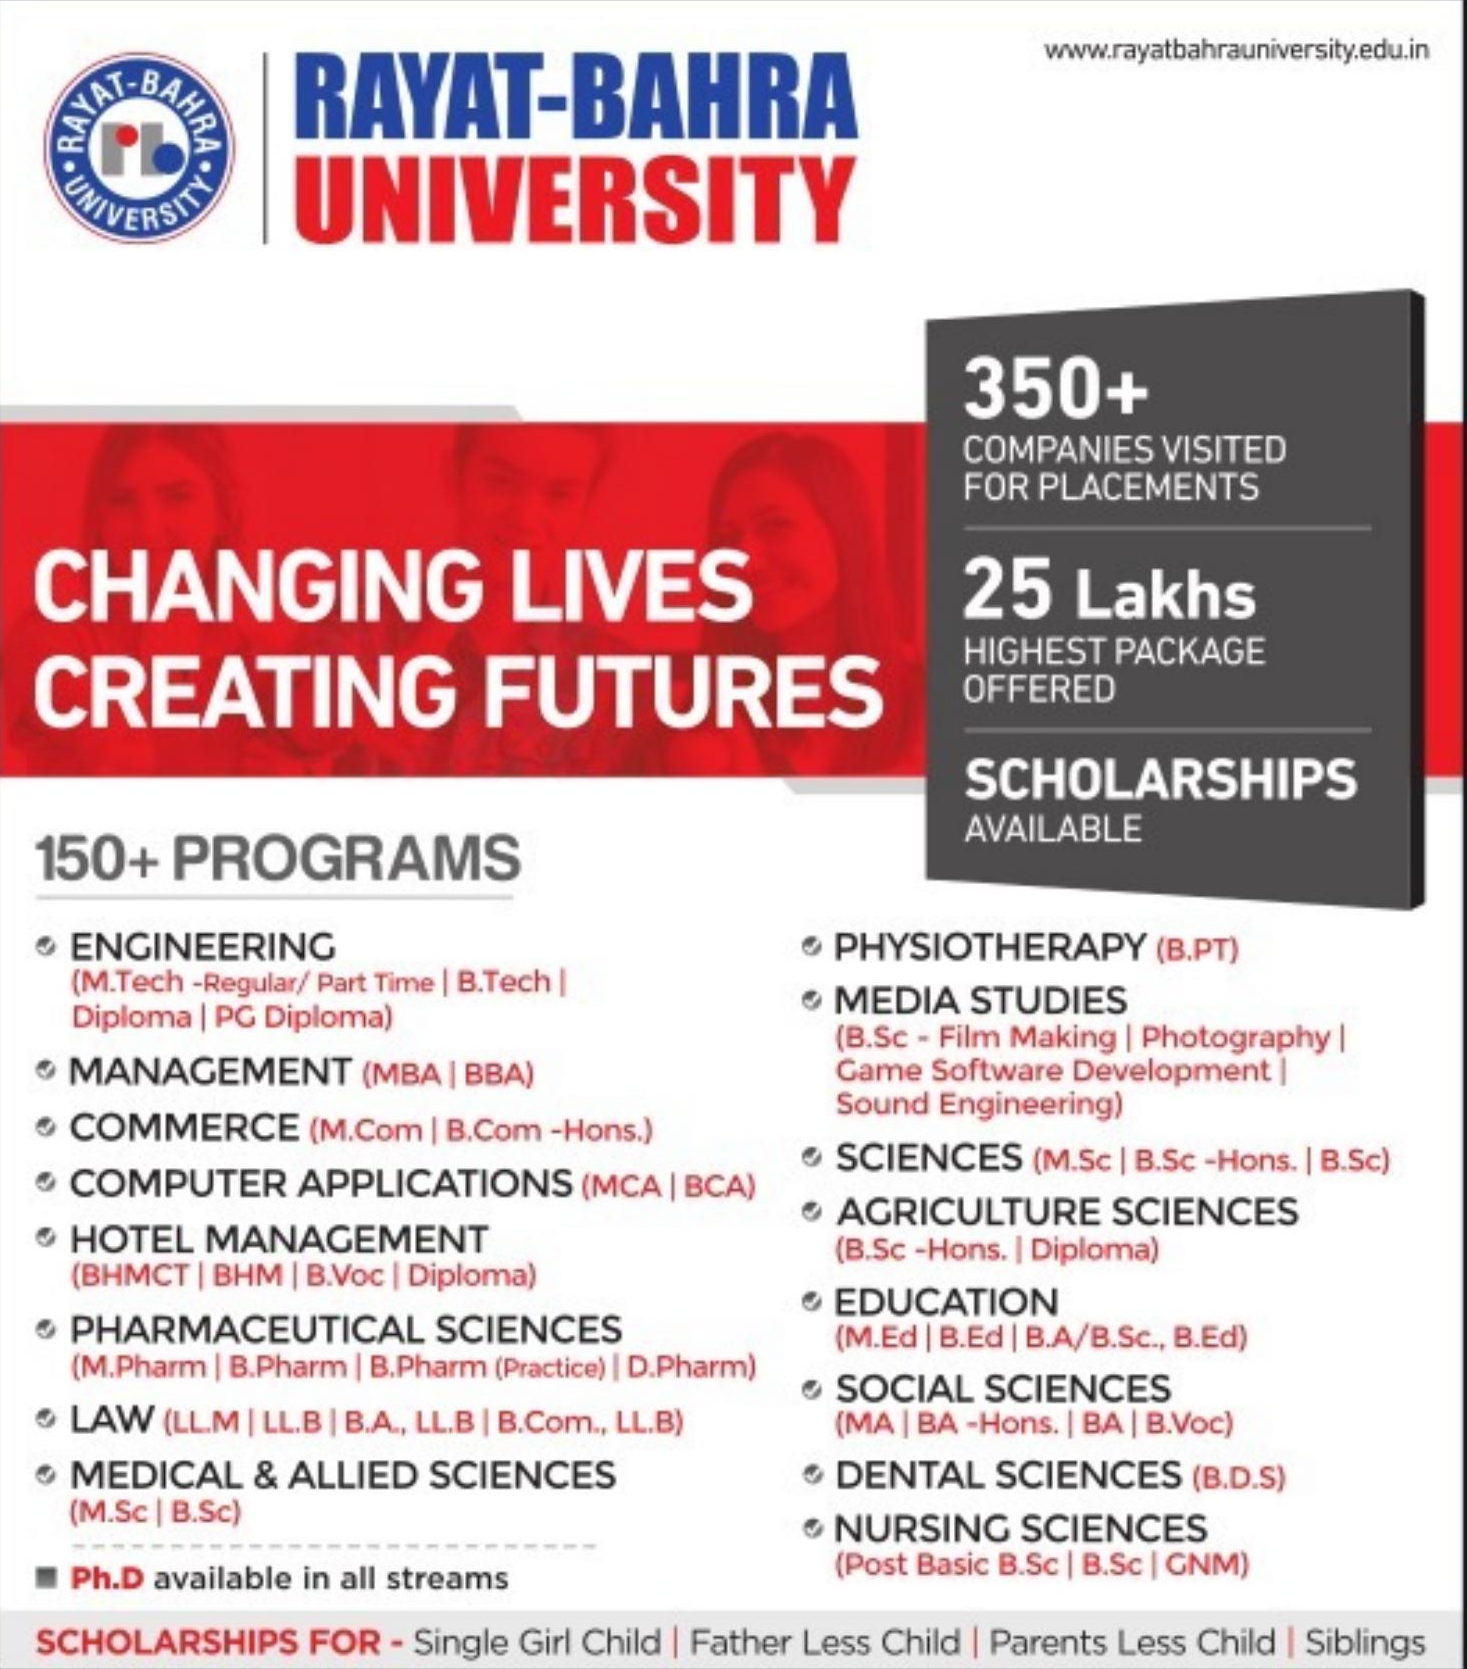 www.rayatbahrauniversity.edu.in
RAYAT-BAHRA
UNIVERSITY
RAYAT-BAHRA
UNIVERSITY
rb
350+
COMPANIES VISITED
FOR PLACEMENTS
25 Lakhs
HIGHEST PACKAGE
OFFERED
SCHOLARSHIPS
AVAILABLE
CHANGING LIVES
CREATING FUTURES
150+ PROGRAMS
ENGINEERING
(M.Tech -Regular/ Part Time | B.Tech |
Diploma | PG Diploma)
MANAGEMENT (MBA | BBA)
COMMERCE (M.Com | B.Com -Hons.)
COMPUTER APPLICATIONS (MCA | BCA)
HOTEL MANAGEMENT
(BHMCT | BHM | B.Voc | Diploma)
PHARMACEUTICAL SCIENCES
(M.Pharm | B.Pharm | B.Pharm (Practice) | D.Pharm)
LAW (LL.M | LL.B | B.A., LL.B | B.Com., LL.B)
MEDICAL & ALLIED SCIENCES
(M.Sc | B.Sc)
Ph.D available in all streams
PHYSIOTHERAPY (B.PT)
MEDIA STUDIES
(B.Sc - Film Making | Photography |
Game Software Development |
Sound Engineering)
SCIENCES (M.Sc | B.Sc -Hons. | B.Sc)
AGRICULTURE SCIENCES
(B.Sc -Hons. | Diploma)
EDUCATION
(M.Ed | B.Ed | B.A/B.Sc., B.Ed)
SOCIAL SCIENCES
(MA | BA -Hons. | BA | B.Voc)
DENTAL SCIENCES (B.D.S)
NURSING SCIENCES
(Post Basic B.Sc | B.Sc | GNM)
SCHOLARSHIPS FOR - Single Girl Child | Father Less Child | Parents Less Child | Siblings